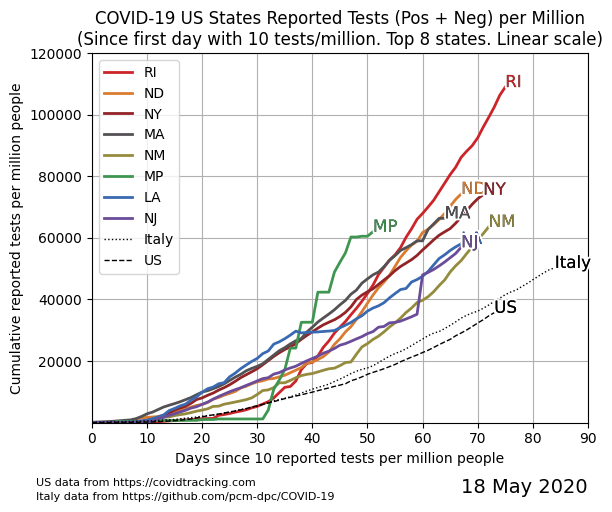 COVID-19 US States Reported Tests (Pos + Neg) per Million
(Since first day with 10 tests/million. Top 8 states. Linear scale)
Cumulative reported tests per million people
120000
100000
80000
60000
40000
20000
RI
ND
NY
MA
NM
MP
LA
NJ
Italy
US
RI
ND
NY
MA
NM
MP
NJ
Italy
US
0 10 20 30 40 50 60 70 80 90
Days since 10 reported tests per million people
US data from https://covidtracking.com
Italy data from https://github.com/pcm-dpc/COVID-19
18 May 2020